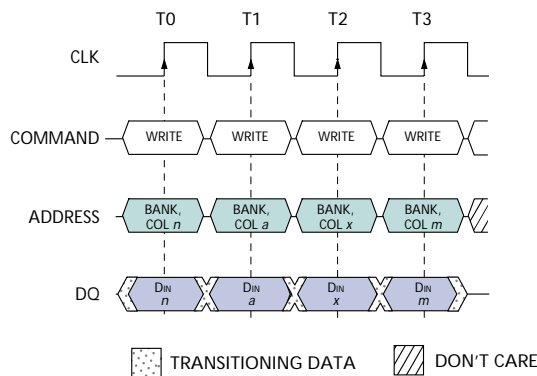 T0 T1 T2 T3
CLK
COMMAND WRITE WRITE WRITE WRITE
ADDRESS BANK, COL n BANK, COL a BANK, COL x BANK, COL m
DQ DIN n DIN a DIN x DIN m
TRANSITIONING DATA DON'T CARE